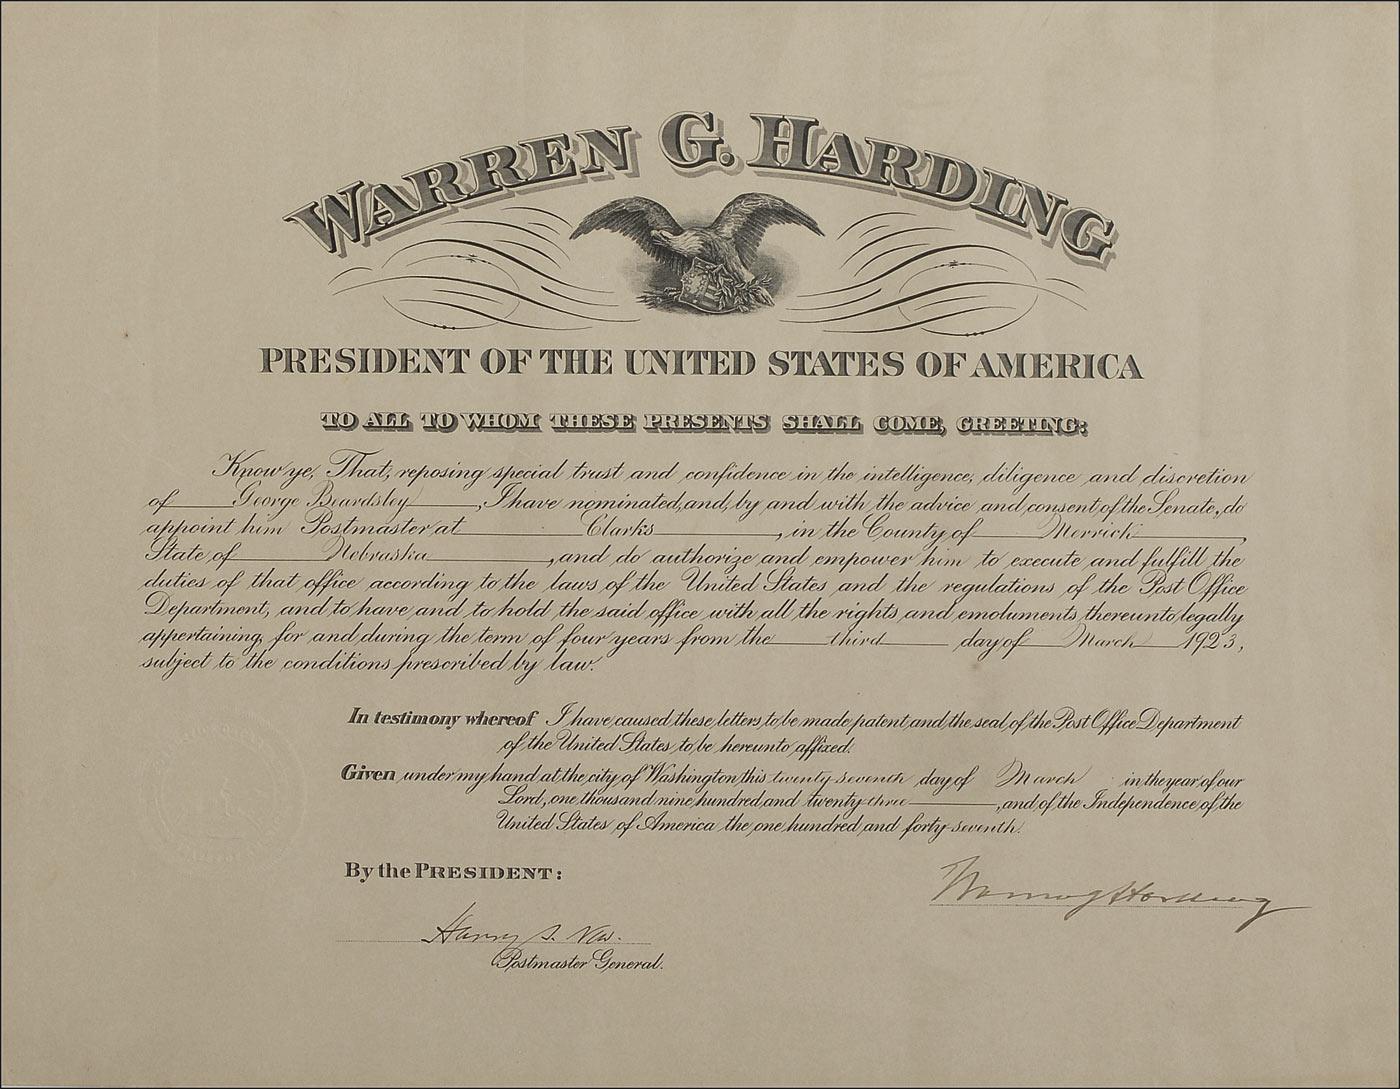 WARREN G. HARDING
PRESIDENT OF THE UNITED STATES OF AMERICA
TO ALL TO WHOM THESE PRESENTS SHALL COME, GREETING:
Know ye, That, reposing special trust and confidence in the intelligence, diligence and discretion
of George Beardsley, I have nominated, and, by and with the advice and consent of the Senate, do
appoint him Postmaster at Clarks, in the County of Merrick,
State of Nebraska, and do authorize and empower him to execute and fulfill the
duties of that office according to the laws of the United States and the regulations of the Post Office
Department, and to have and to hold the said office with all the rights and emoluments thereunto legally
appertaining, for and during the term of four years from the third day of March 1923,
subject to the conditions prescribed by law.
In testimony whereof I have caused these letters to be made patent, and the seal of the Post Office Department
of the United States to be hereunto affixed.
Given under my hand at the city of Washington this twenty-seventh day of March in the year of our
Lord, one thousand nine hundred and twenty-three, and of the Independence of the
United States of America the one hundred and forty-seventh.
By the PRESIDENT:
Warren G Harding
Harry S. New.
Postmaster General.